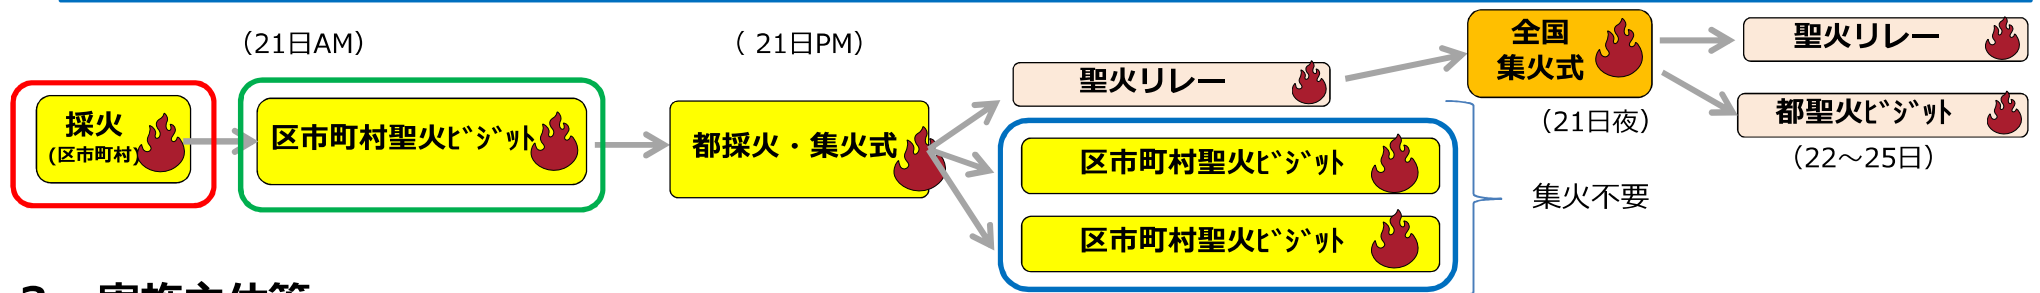 （21日AM）
（ 21日PM）
採火
(区市町村)
区市町村聖火ﾋﾞｼﾞｯﾄ
都採火・集火式
聖火リレー
区市町村聖火ﾋﾞｼﾞｯﾄ
区市町村聖火ﾋﾞｼﾞｯﾄ
全国
集火式
（21日夜）
集火不要
聖火リレー
都聖火ﾋﾞｼﾞｯﾄ
（22～25日）